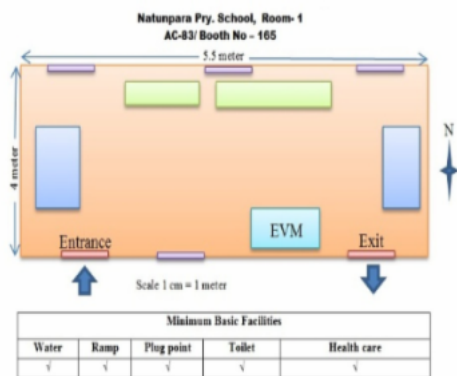 Natunpara Pry. School, Room- 1
AC-83/ Booth No – 165
5.5 meter
4 meter
N
EVM
Entrance
Exit
Scale 1 cm = 1 meter
Minimum Basic Facilities
Water Ramp Plug point Toilet Health care
√ √ √ √ √